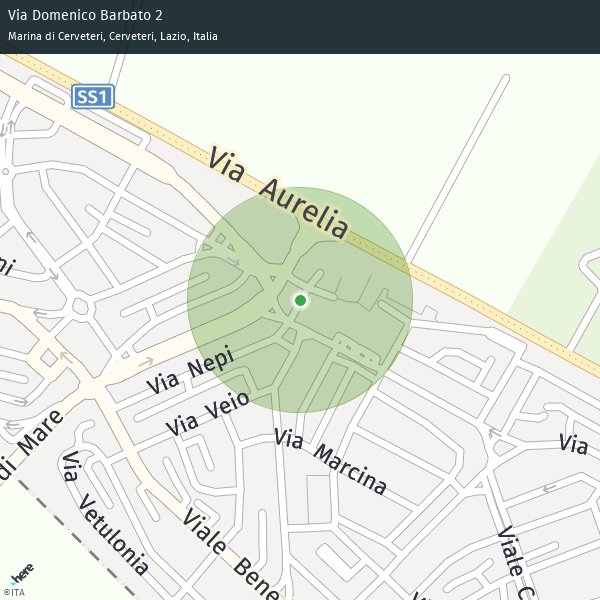 Via Domenico Barbato 2
Marina di Cerveteri, Cerveteri, Lazio, Italia
SS1
Via Aurelia
ni
Via Nepi
Via Veio
di Mare
Via Marcina
Via
Via Vetulonia
Viale Bene
Viale C
here
©ITA